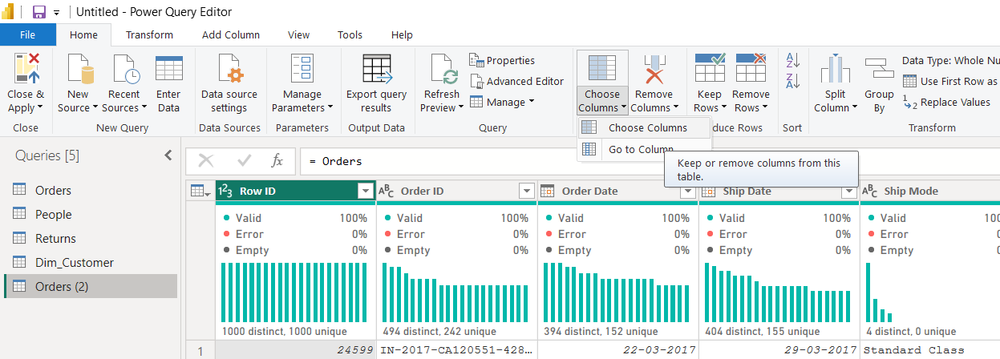 Untitled - Power Query Editor
File Home Transform Add Column View Tools Help
Close & Apply
New Source
Recent Sources
Enter Data
Data source settings
Manage Parameters
Export query results
Refresh Preview
Properties
Advanced Editor
Manage
Choose Columns
Remove Columns
Keep Rows
Remove Rows
Split Column
Group By
Data Type: Whole Nu
Use First Row as
Replace Values
Close New Query Data Sources Parameters Output Data Query duce Rows Sort Transform
Choose Columns
Go to Column
Keep or remove columns from this
table.
Queries [5]
Orders
People
Returns
Dim_Customer
Orders (2)
fx = Orders
123 Row ID ABC Order ID Order Date Ship Date ABC Ship Mode
Valid 100% Valid 100% Valid 100% Valid 100% Valid 10
Error 0% Error 0% Error 0% Error 0% Error
Empty 0% Empty 0% Empty 0% Empty 0% Empty
1000 distinct, 1000 unique 494 distinct, 242 unique 394 distinct, 152 unique 404 distinct, 155 unique 4 distinct, 0 unique
1 24599 IN-2017-CA120551-428... 22-03-2017 29-03-2017 Standard Class